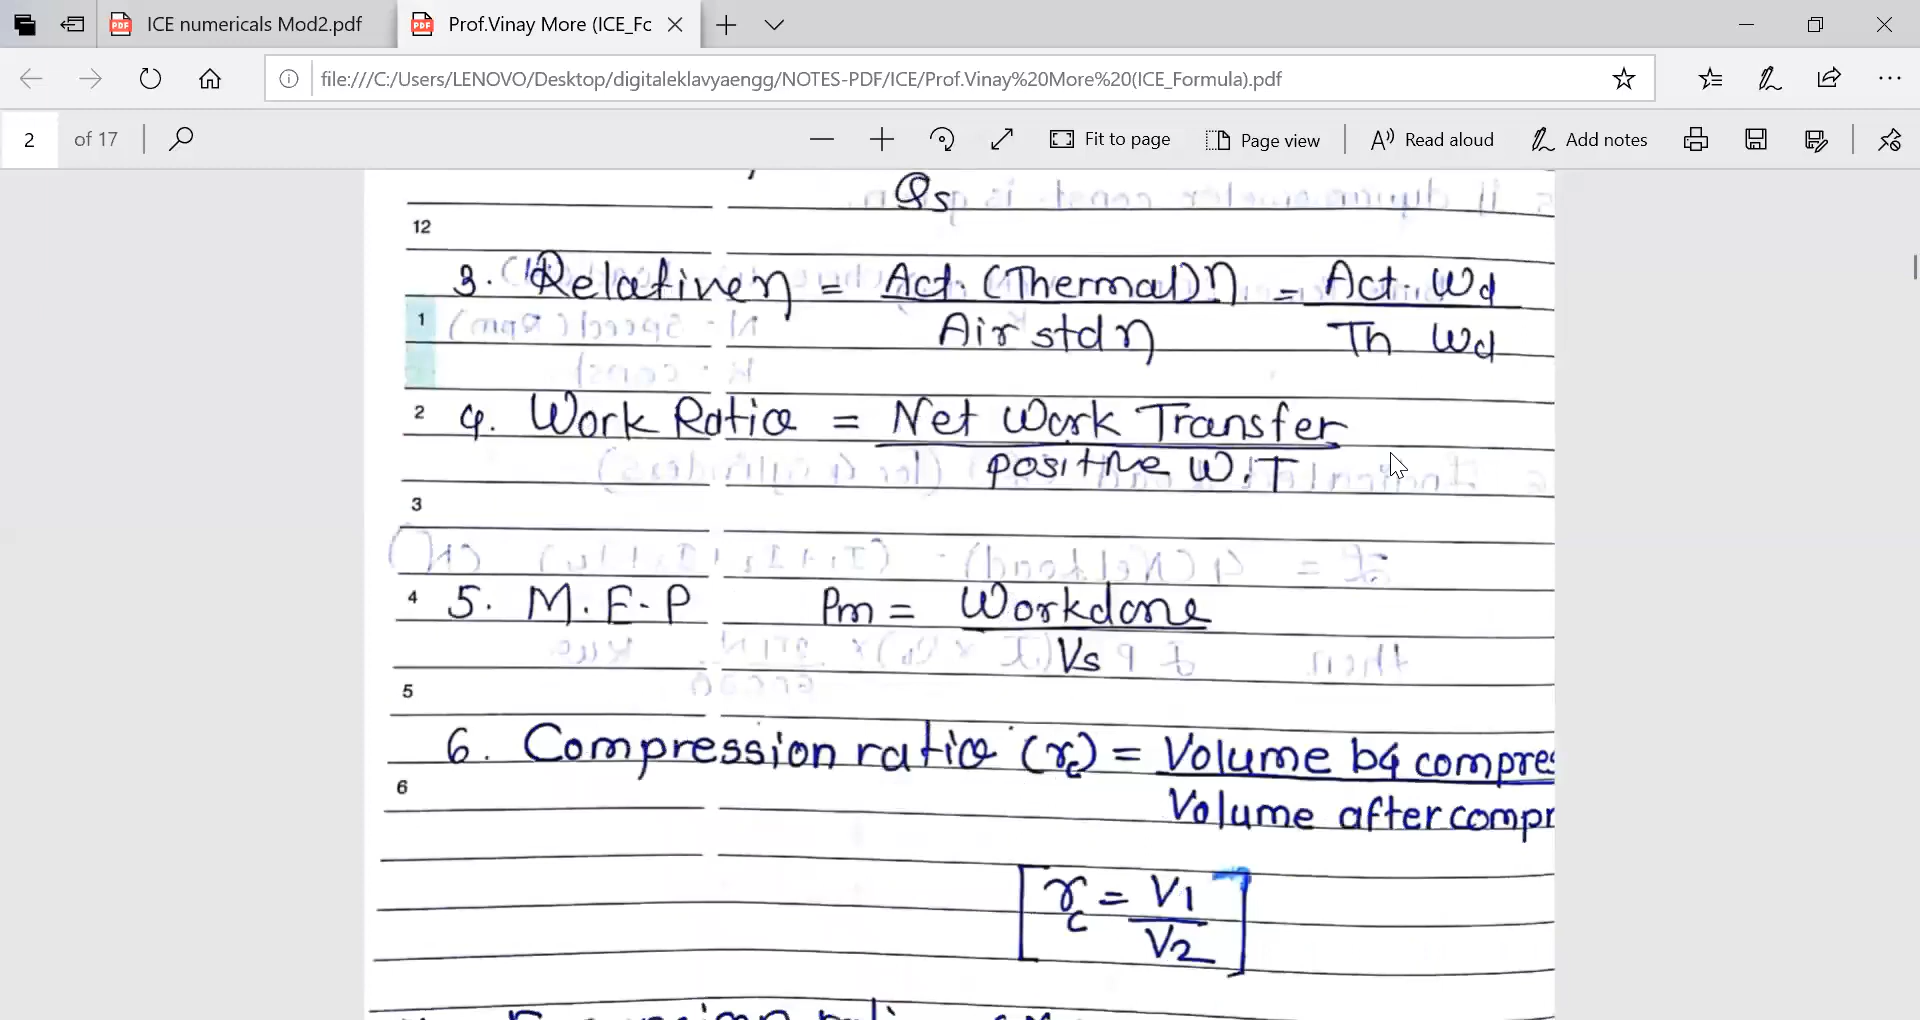 ICE numericals Mod2.pdf
Prof.Vinay More (ICE_Fc
file:///C:/Users/LENOVO/Desktop/digitaleklavyaengg/NOTES-PDF/ICE/Prof.Vinay%20More%20(ICE_Formula).pdf
2 of 17 Fit to page Page view Read aloud Add notes
Qs
12
3. Relative η = Act. (Thermal) η / Air std η = Act. Wd / Th Wd
1
2
4. Work Ratio = Net Work Transfer / positive W.T
3
4
5. M.E.P Pm = Workdone / Vs
5
6. Compression ratio (rc) = Volume b4 compres / Volume after compr
6
rc = V1 / V2